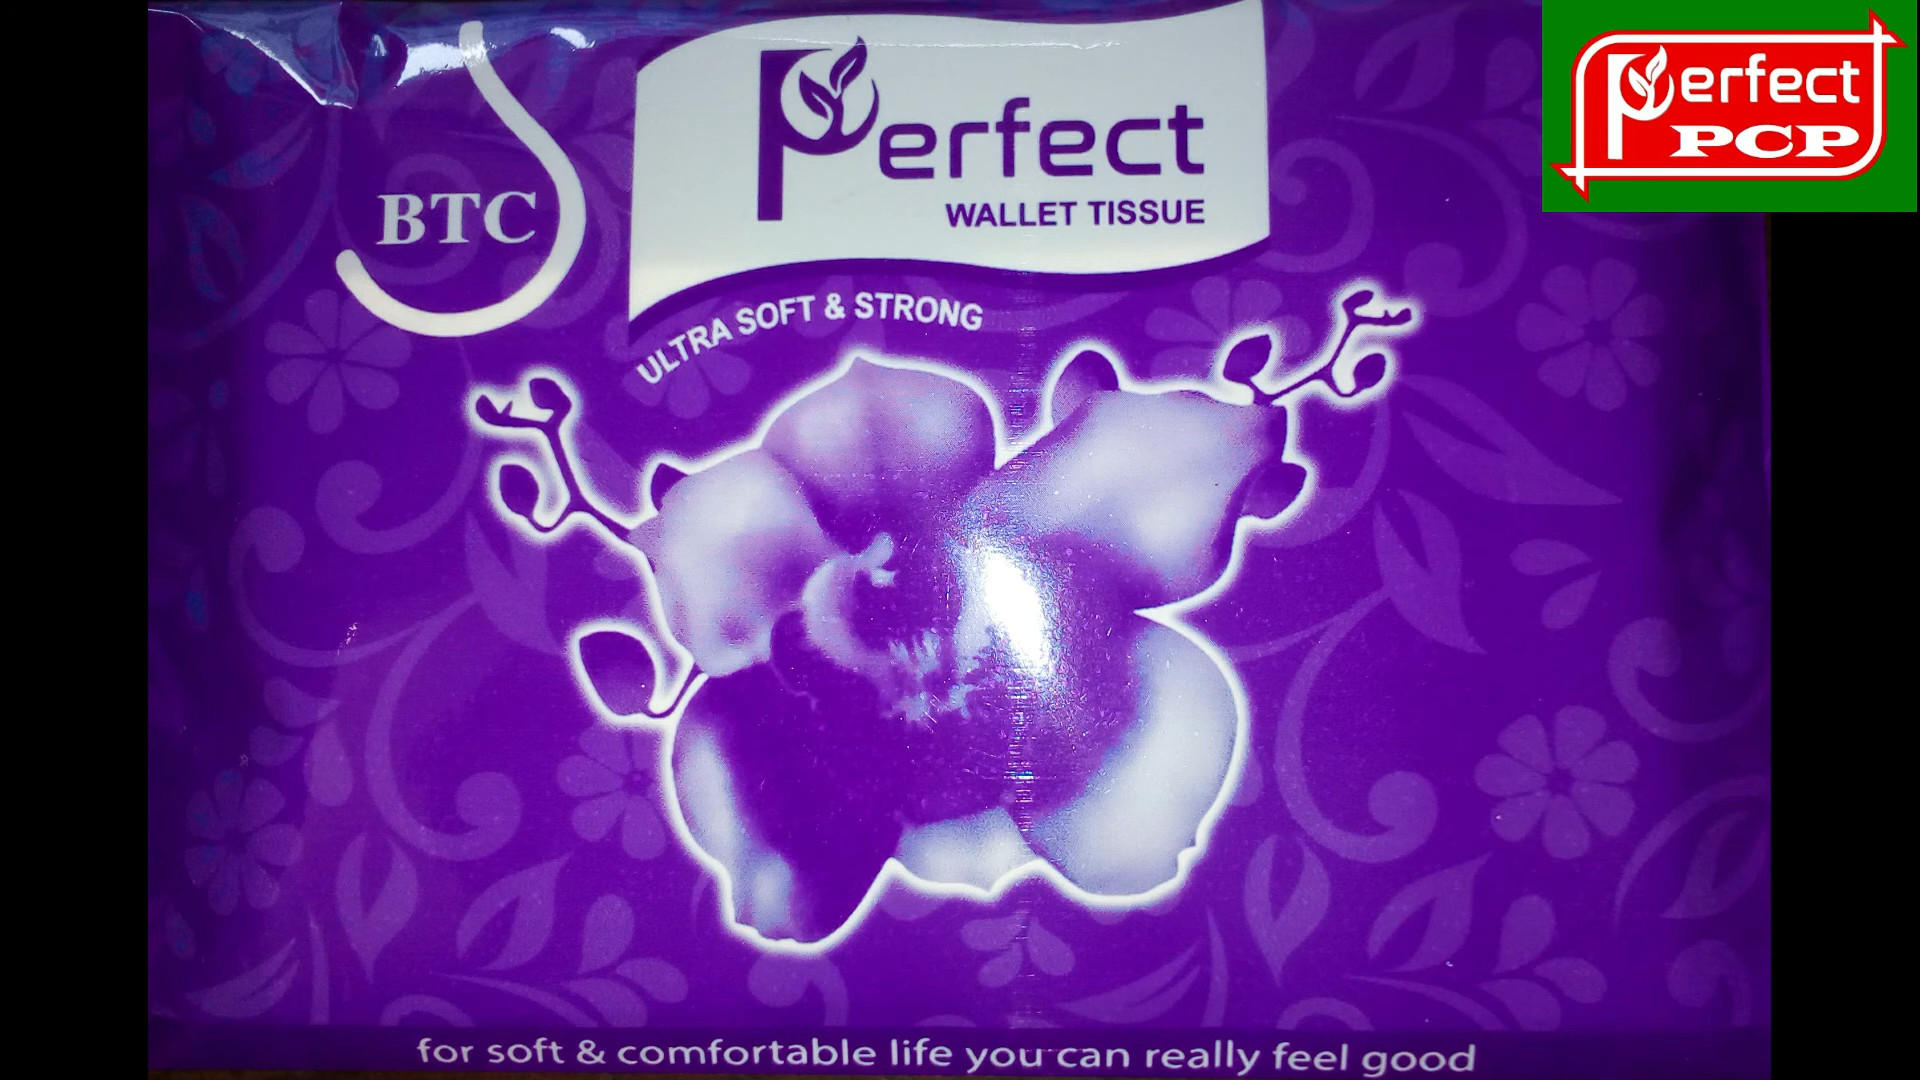 BTC
Perfect
WALLET TISSUE
ULTRA SOFT & STRONG
for soft & comfortable life you can really feel good
Perfect
PCP